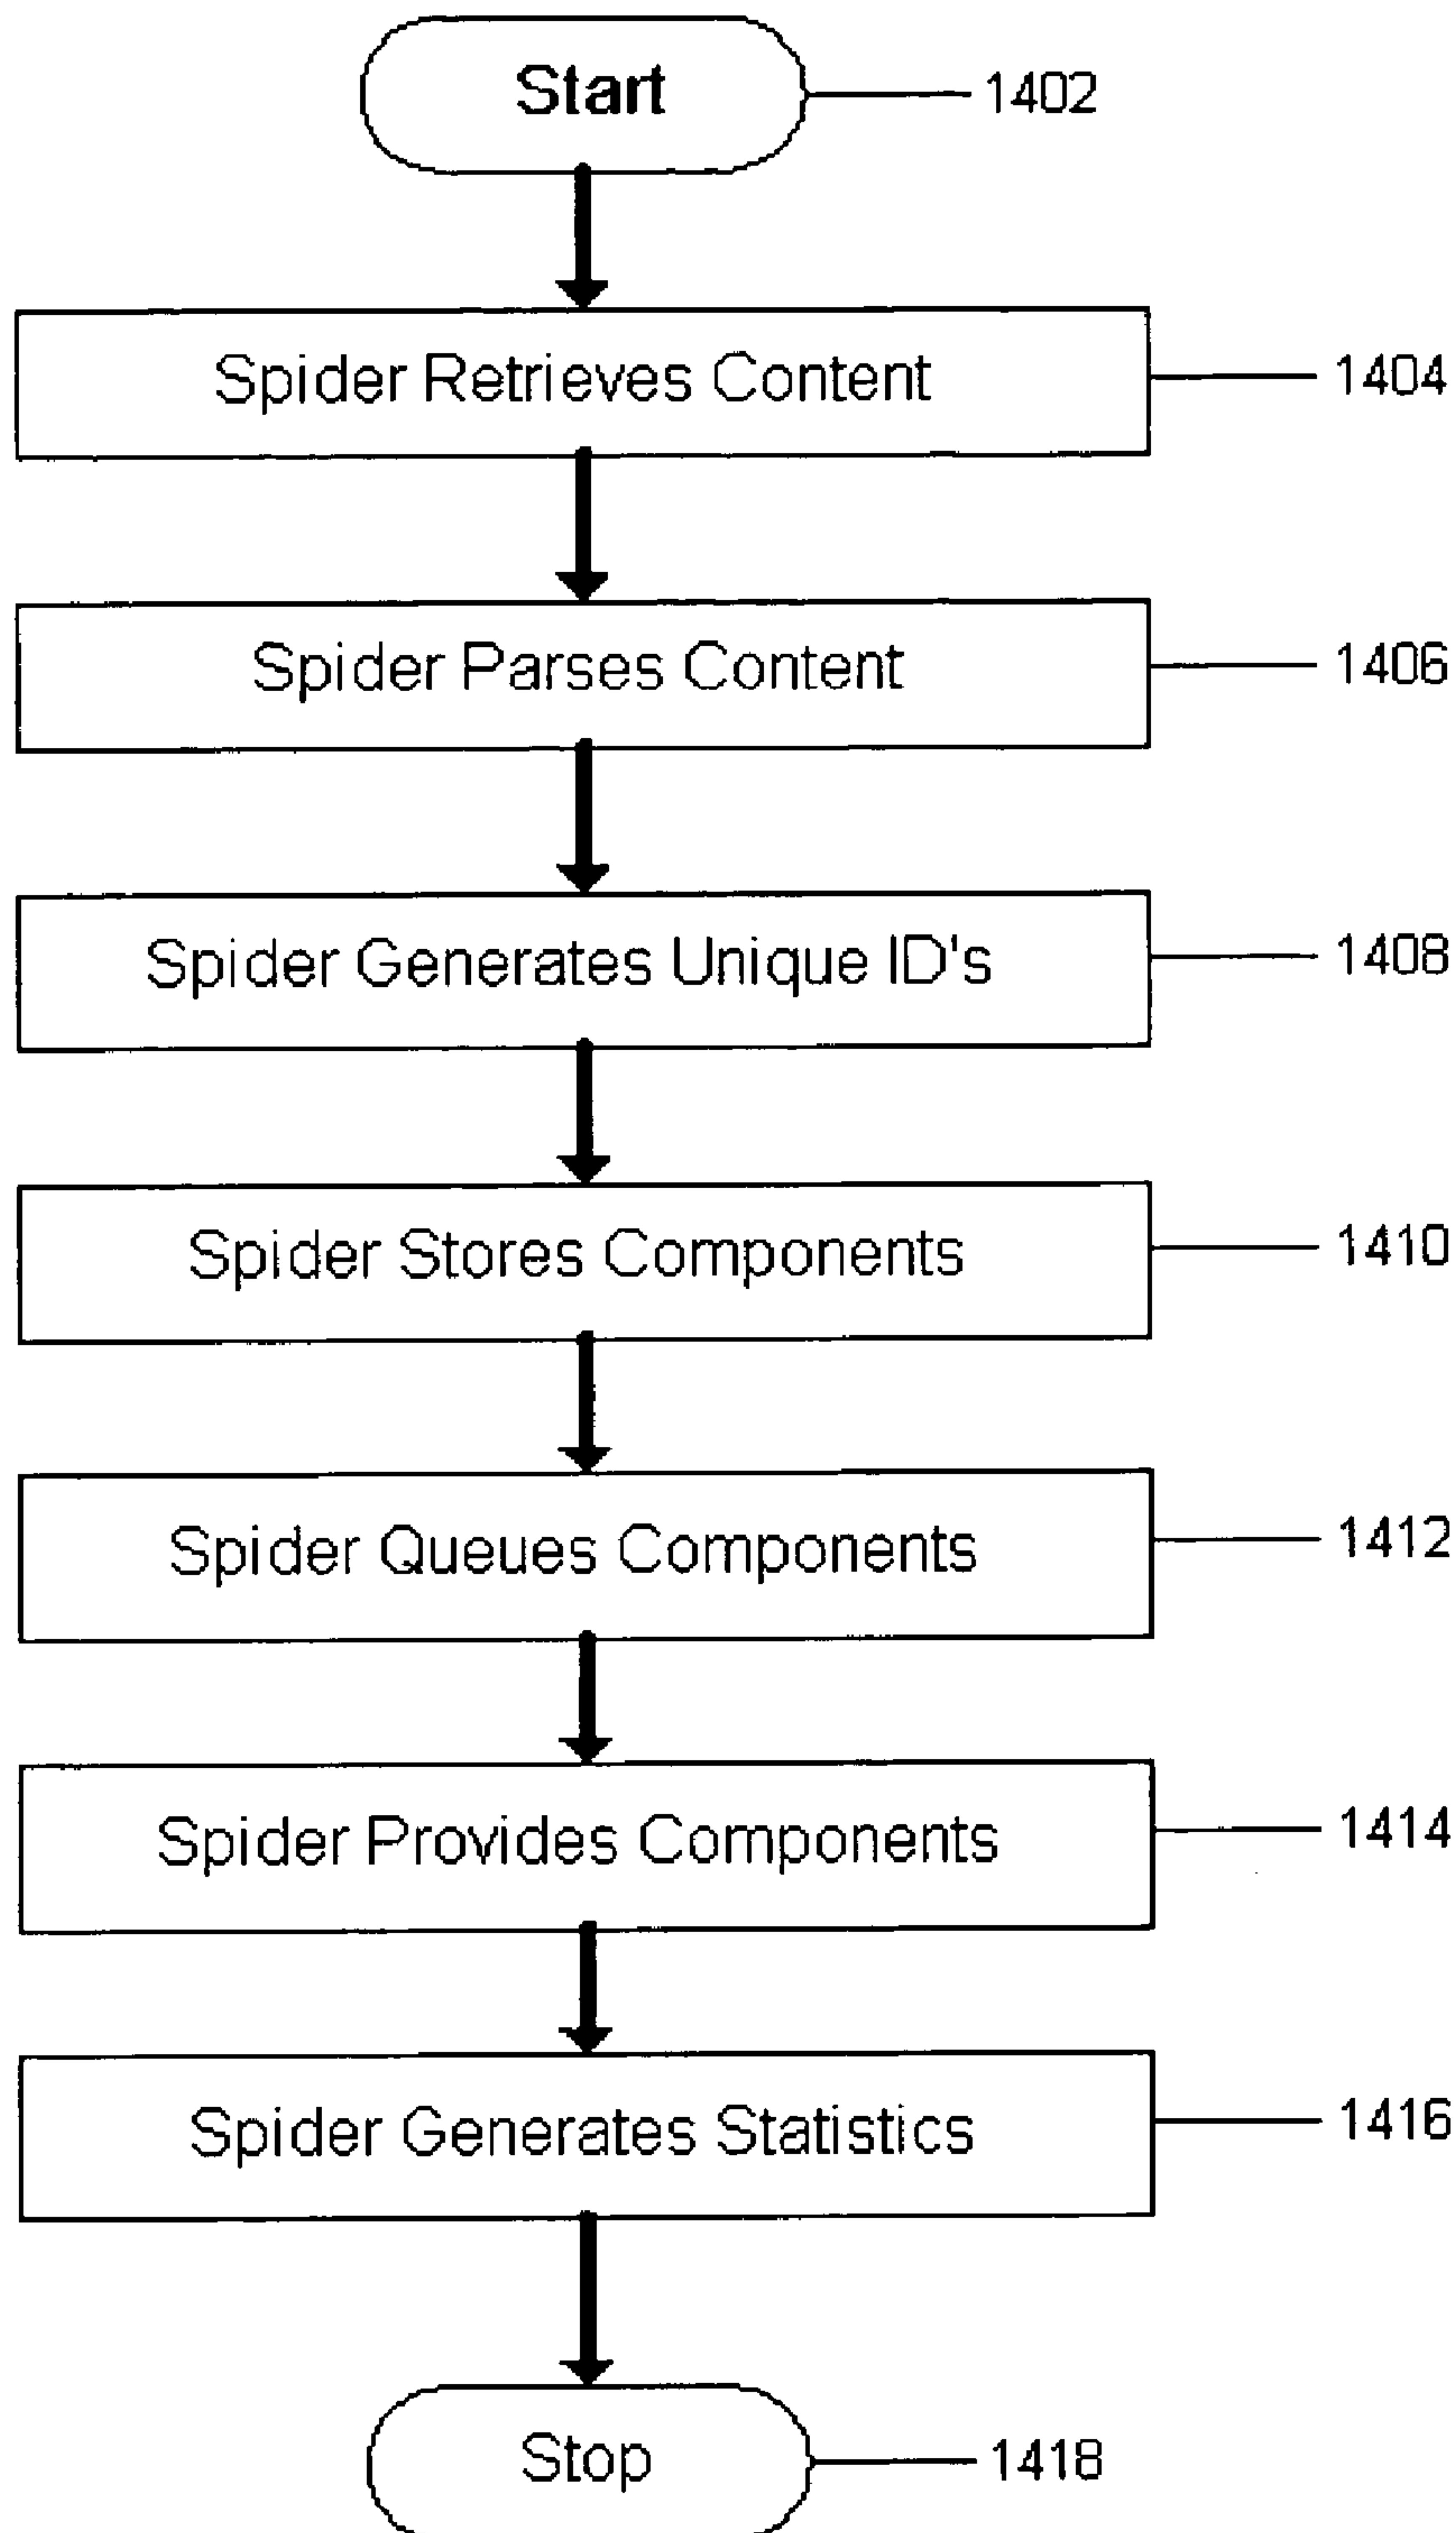 Start
1402
Spider Retrieves Content
1404
Spider Parses Content
1406
Spider Generates Unique ID's
1408
Spider Stores Components
1410
Spider Queues Components
1412
Spider Provides Components
1414
Spider Generates Statistics
1416
Stop
1418